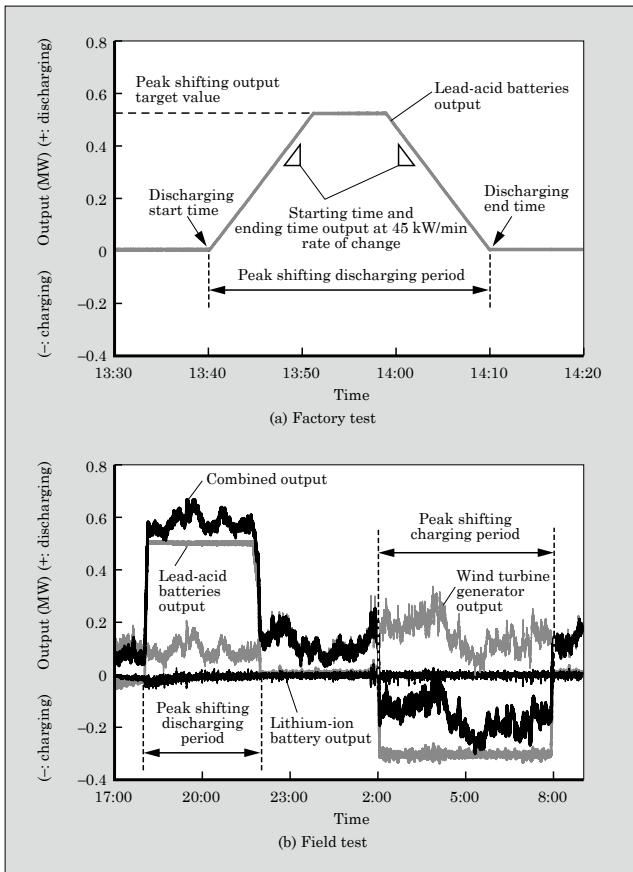 0.8
Output (MW) (+: discharging)
(–: charging)
Peak shifting output
target value
Lead-acid batteries
output
0.6
0.4
Discharging
start time
Discharging
end time
Starting time and
ending time output at 45 kW/min
rate of change
0.2
0
Peak shifting discharging period
–0.2
–0.4
13:30 13:40 13:50 14:00 14:10 14:20
Time
(a) Factory test
0.8
Output (MW) (+: discharging)
(–: charging)
Combined output
0.6
Peak shifting
charging period
Lead-acid
batteries
output
Wind turbine
generator
output
0.4
0.2
0
Peak shifting
discharging
period
Lithium-ion
battery output
–0.2
–0.4
17:00 20:00 23:00 2:00 5:00 8:00
Time
(b) Field test